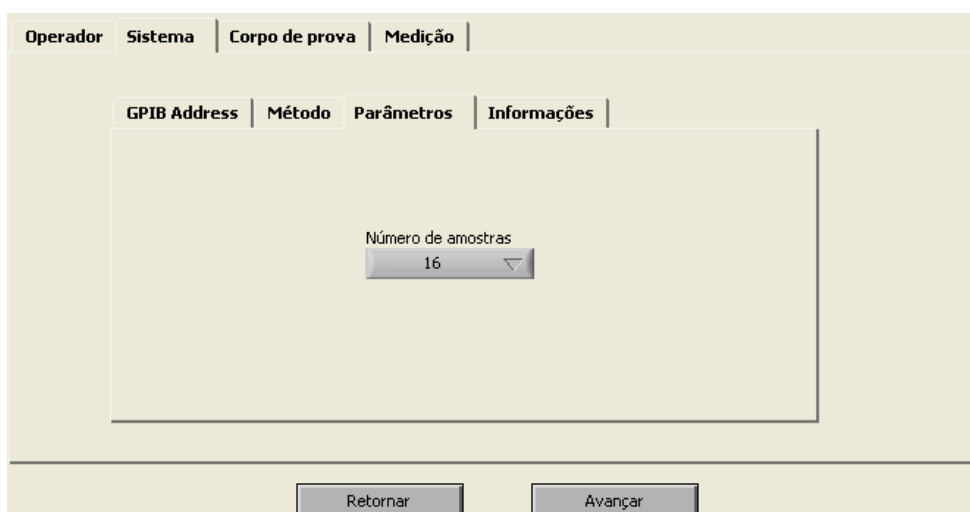 Operador Sistema Corpo de prova Medição
GPIB Address Método Parâmetros Informações
Número de amostras
16
Retornar Avançar